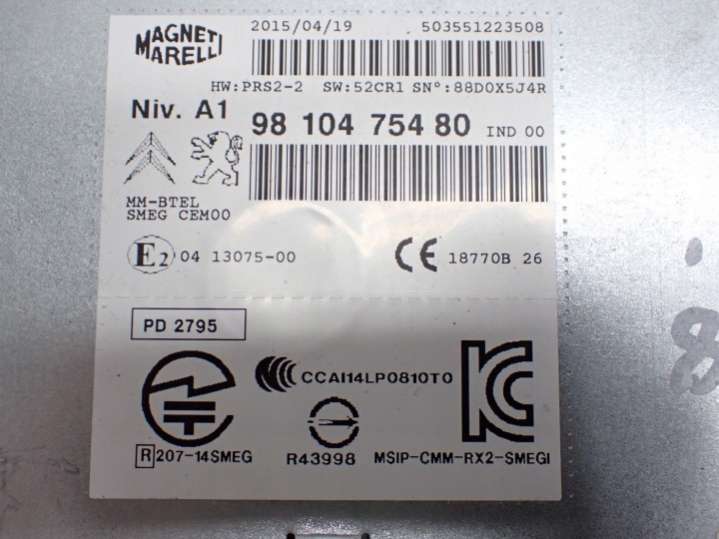 MAGNETI MARELLI
2015/04/19 503551223508
HW:PRS2-2 SW:52CR1 SN°:88D0X5J4R
Niv. A1 98 104 754 80 IND 00
MM-BTEL
SMEG CEM00
E2 04 13075-00 CE 18770B 26
PD 2795
CCAI14LP0810T0
R 207-14SMEG R43998 MSIP-CMM-RX2-SMEGI
8